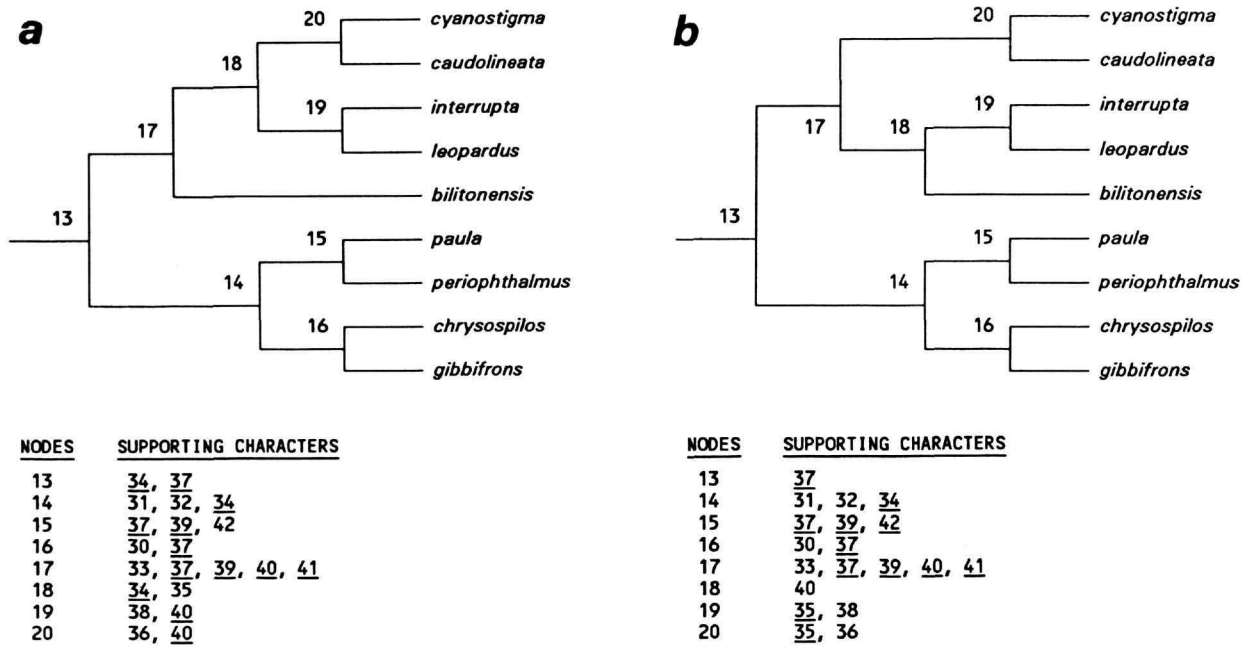 a
20
cyanostigma
caudolineata
18
19
interrupta
leopardus
17
bilitonensis
13
15
paula
periophthalmus
14
16
chrysospilos
gibbifrons
NODES SUPPORTING CHARACTERS
13 34, 37
14 31, 32, 34
15 37, 39, 42
16 30, 37
17 33, 37, 39, 40, 41
18 34, 35
19 38, 40
20 36, 40
b
20
cyanostigma
caudolineata
19
interrupta
17
18
leopardus
bilitonensis
13
15
paula
periophthalmus
14
16
chrysospilos
gibbifrons
NODES SUPPORTING CHARACTERS
13 37
14 31, 32, 34
15 37, 39, 42
16 30, 37
17 33, 37, 39, 40, 41
18 40
19 35, 38
20 35, 36